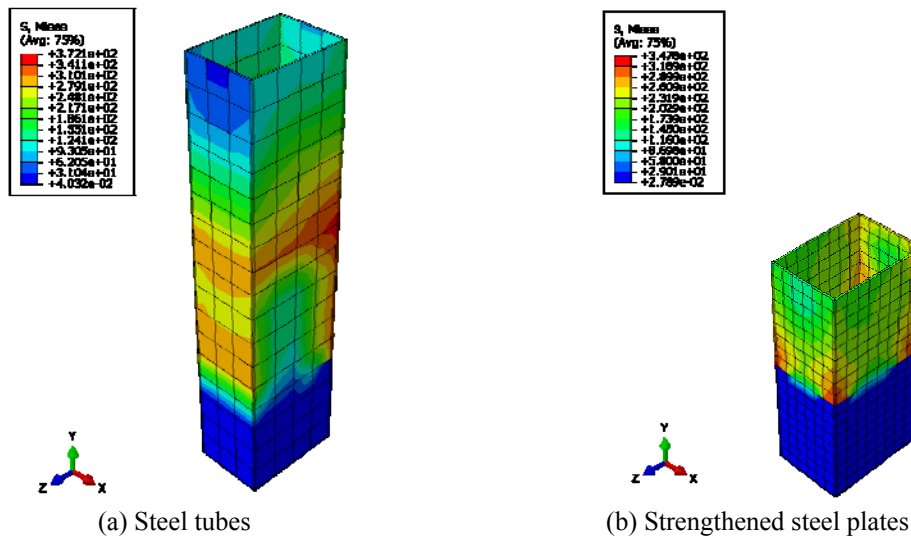 S, Mises
(Avg: 75%)
+3.721e+02
+3.411e+02
+3.101e+02
+2.791e+02
+2.481e+02
+2.171e+02
+1.861e+02
+1.551e+02
+1.241e+02
+9.305e+01
+6.205e+01
+3.104e+01
+4.032e-02
Y
Z X
(a) Steel tubes
S, Mises
(Avg: 75%)
+3.478e+02
+3.189e+02
+2.899e+02
+2.609e+02
+2.319e+02
+2.029e+02
+1.739e+02
+1.450e+02
+1.160e+02
+8.698e+01
+5.800e+01
+2.901e+01
+2.789e-02
Y
Z X
(b) Strengthened steel plates